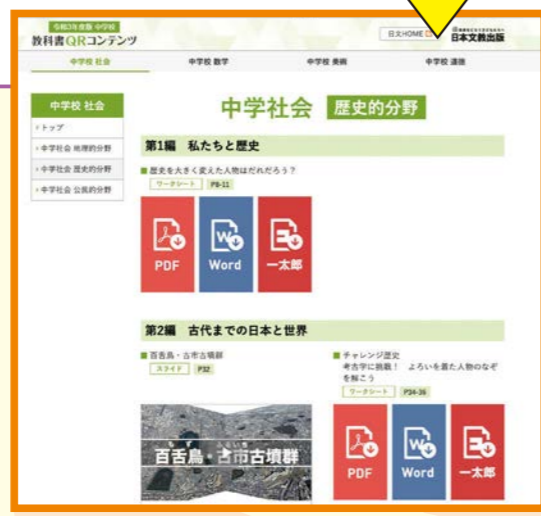 令和3年度版 中学校
教科書QRコンテンツ
日文HOME
日本文教出版
中学校 社会
中学校 数学
中学校 美術
中学校 道徳
中学校 社会
トップ
中学社会 地理的分野
中学社会 歴史的分野
中学社会 公民的分野
中学社会 歴史的分野
第1編 私たちと歴史
歴史を大きく変えた人物はだれだろう？
ワークシート P8-11
PDF
Word
一太郎
第2編 古代までの日本と世界
百舌鳥・古市古墳群
スライド P32
もず ふるいち
百舌鳥・古市古墳群
チャレンジ歴史
考古学に挑戦！ よろいを着た人物のなぞ
を解こう
ワークシート P34-35
PDF
Word
一太郎